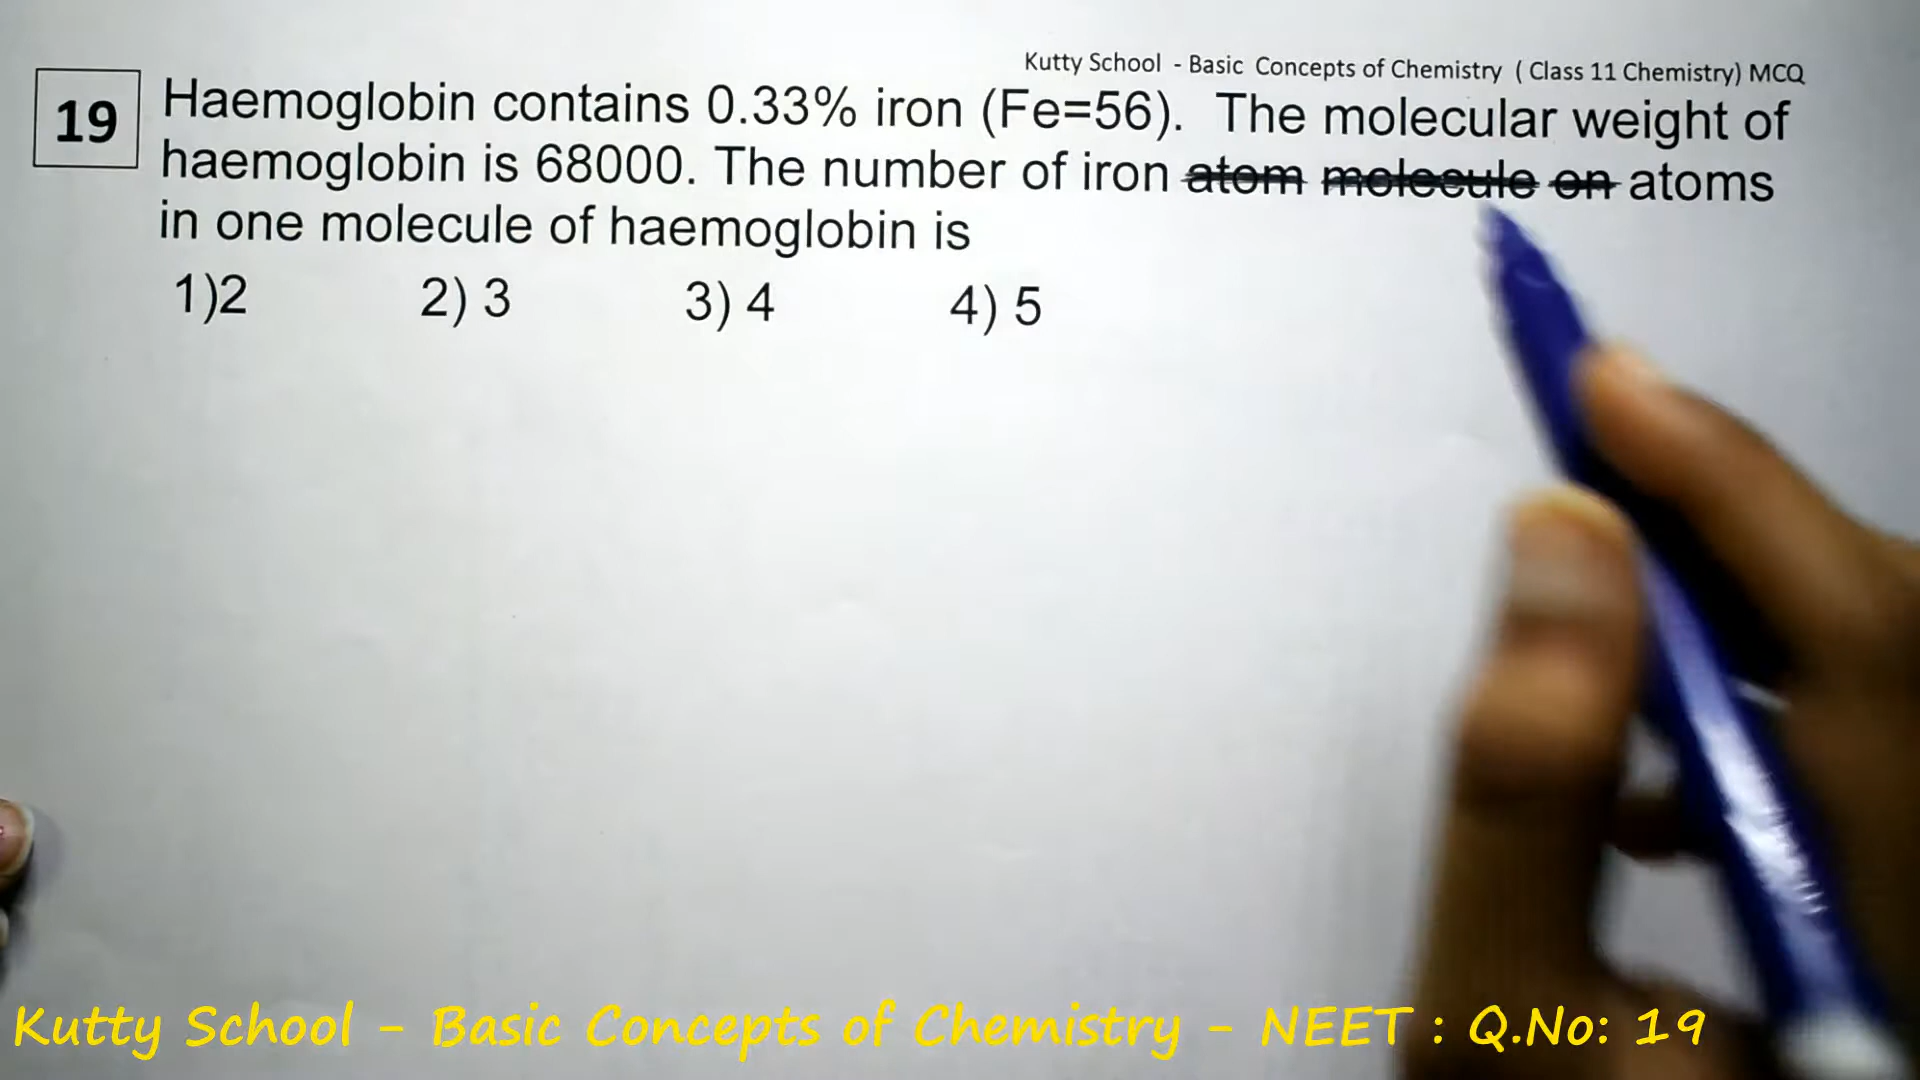 Kutty School - Basic Concepts of Chemistry ( Class 11 Chemistry) MCQ
19 Haemoglobin contains 0.33% iron (Fe=56). The molecular weight of
haemoglobin is 68000. The number of iron atom molecule on atoms
in one molecule of haemoglobin is
1)2 2) 3 3) 4 4) 5
Kutty School - Basic Concepts of Chemistry - NEET : Q.No: 19